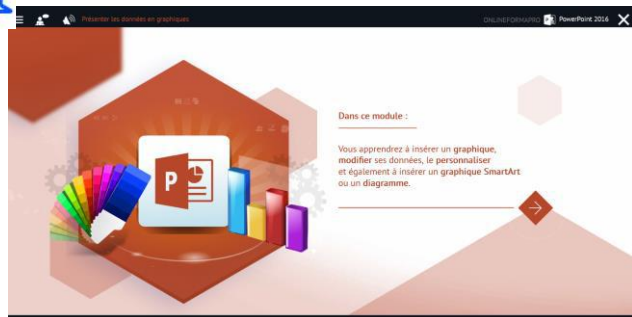 Présenter les données en graphiques
ONLINEFORMAPRO
PowerPoint 2016
Dans ce module :
Vous apprendrez à insérer un graphique,
modifier ses données, le personnaliser
et également à insérer un graphique SmartArt
ou un diagramme.
P